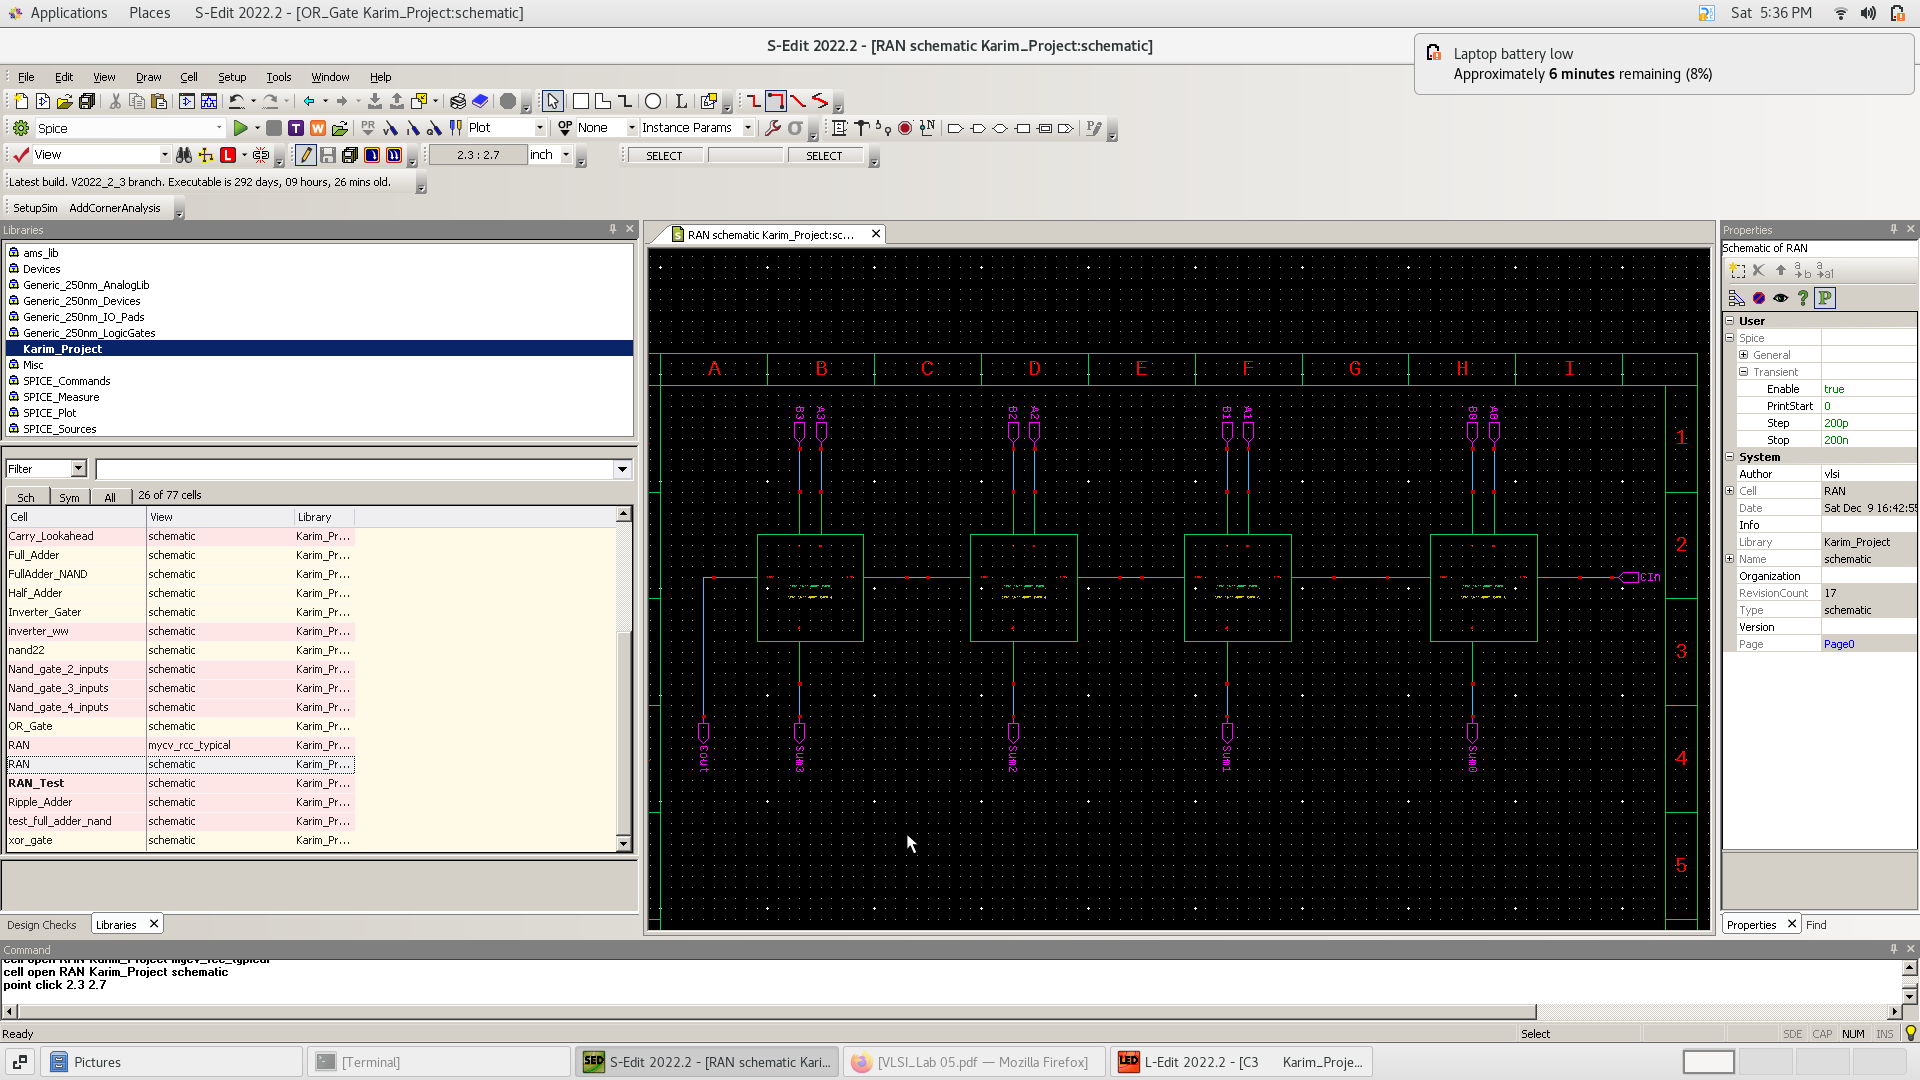 Applications Places S-Edit 2022.2 - [OR_Gate Karim_Project:schematic] Sat 5:36 PM
S-Edit 2022.2 - [RAN schematic Karim_Project:schematic]
Laptop battery low
Approximately 6 minutes remaining (8%)
File Edit View Draw Cell Setup Tools Window Help
Spice Plot OP None Instance Params
View 2.3 : 2.7 inch SELECT SELECT
Latest build. V2022_2_3 branch. Executable is 292 days, 09 hours, 26 mins old.
SetupSim AddCornerAnalysis
Libraries
ams_lib
Devices
Generic_250nm_AnalogLib
Generic_250nm_Devices
Generic_250nm_IO_Pads
Generic_250nm_LogicGates
Karim_Project
Misc
SPICE_Commands
SPICE_Measure
SPICE_Plot
SPICE_Sources
Filter
Sch Sym All 26 of 77 cells
Cell View Library
Carry_Lookahead schematic Karim_Pr...
Full_Adder schematic Karim_Pr...
FullAdder_NAND schematic Karim_Pr...
Half_Adder schematic Karim_Pr...
Inverter_Gater schematic Karim_Pr...
inverter_ww schematic Karim_Pr...
nand22 schematic Karim_Pr...
Nand_gate_2_inputs schematic Karim_Pr...
Nand_gate_3_inputs schematic Karim_Pr...
Nand_gate_4_inputs schematic Karim_Pr...
OR_Gate schematic Karim_Pr...
RAN mycv_rcc_typical Karim_Pr...
RAN schematic Karim_Pr...
RAN_Test schematic Karim_Pr...
Ripple_Adder schematic Karim_Pr...
test_full_adder_nand schematic Karim_Pr...
xor_gate schematic Karim_Pr...
Design Checks Libraries
RAN schematic Karim_Project:sc...
A B C D E F G H I
B3 A3 B2 A2 B1 A1 B0 A0
1
2
CIn
3
Cout Sum3 Sum2 Sum1 Sum0
4
5
Properties
Schematic of RAN
User
Spice
General
Transient
Enable true
PrintStart 0
Step 200p
Stop 200n
System
Author vlsi
Cell RAN
Date Sat Dec 9 16:42:55
Info
Library Karim_Project
Name schematic
Organization
RevisionCount 17
Type schematic
Version
Page Page0
Properties Find
Command
cell open RAN Karim_Project mycv_rcc_typical
cell open RAN Karim_Project schematic
point click 2.3 2.7
Ready Select SDE CAP NUM INS
Pictures [Terminal] S-Edit 2022.2 - [RAN schematic Kari... [VLSI_Lab 05.pdf — Mozilla Firefox] L-Edit 2022.2 - [C3 Karim_Proje...